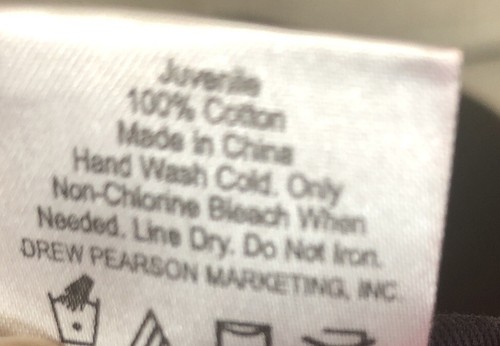 Juvenile
100% Cotton
Made in China
Hand Wash Cold. Only
Non-Chlorine Bleach When
Needed. Line Dry. Do Not Iron.
DREW PEARSON MARKETING, INC.